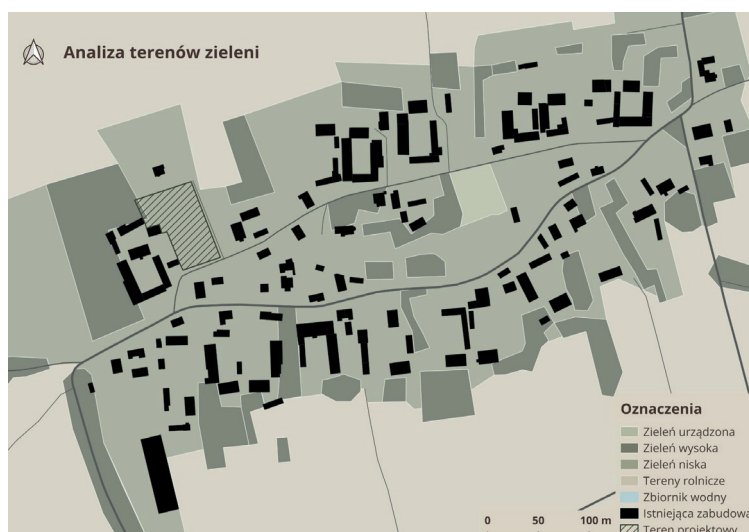 Analiza terenów zieleni
Oznaczenia
Zieleń urządzona
Zieleń wysoka
Zieleń niska
Tereny rolnicze
Zbiornik wodny
Istniejąca zabudowa
Teren projektowy
0 50 100 m